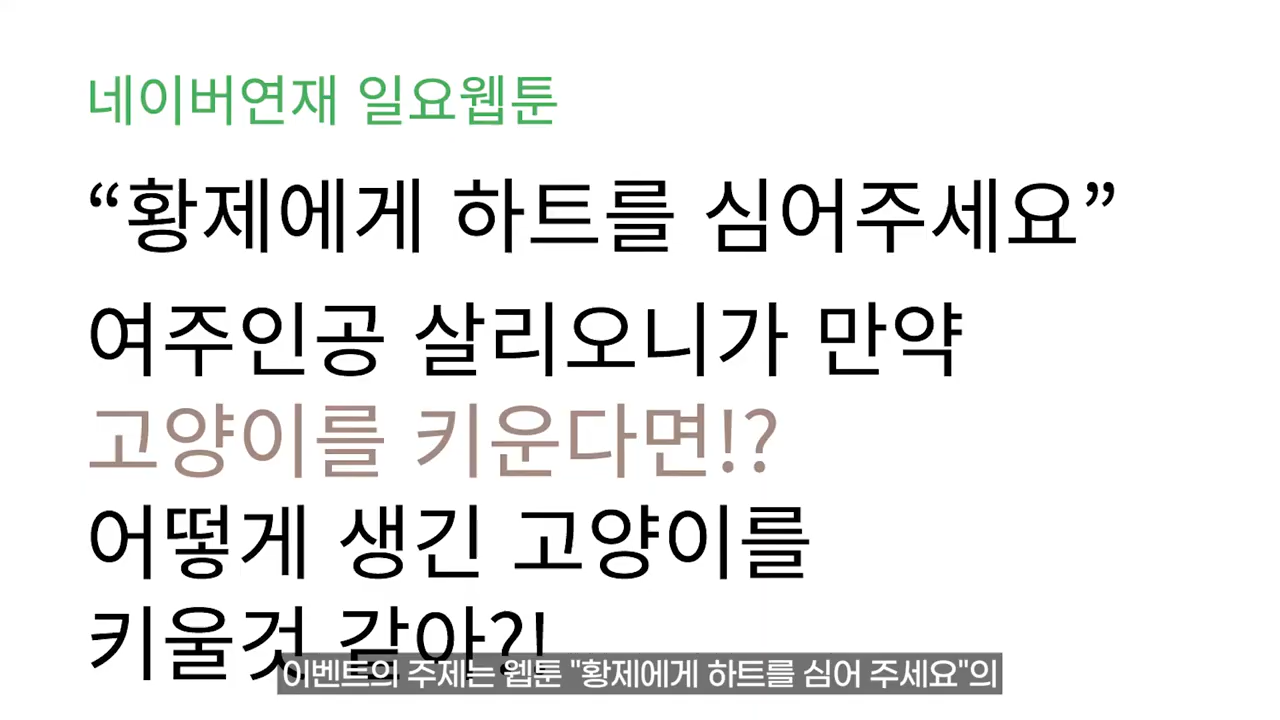 네이버연재 일요웹툰
“황제에게 하트를 심어주세요”
여주인공 살리오니가 만약
고양이를 키운다면!?
어떻게 생긴 고양이를
키울것 같아?!
이벤트의 주제는 웹툰 "황제에게 하트를 심어 주세요"의